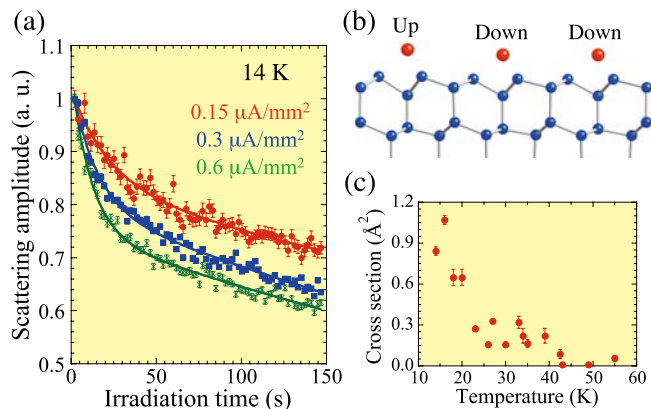 (a)
1.1
1
0.9
0.8
0.7
0.6
0.5
Scattering amplitude (a. u.)
14 K
0.15 μA/mm²
0.3 μA/mm²
0.6 μA/mm²
0 50 100 150
Irradiation time (s)
(b)
Up Down Down
(c)
1.2
0.9
0.6
0.3
0.0
Cross section (Å²)
10 20 30 40 50 60
Temperature (K)